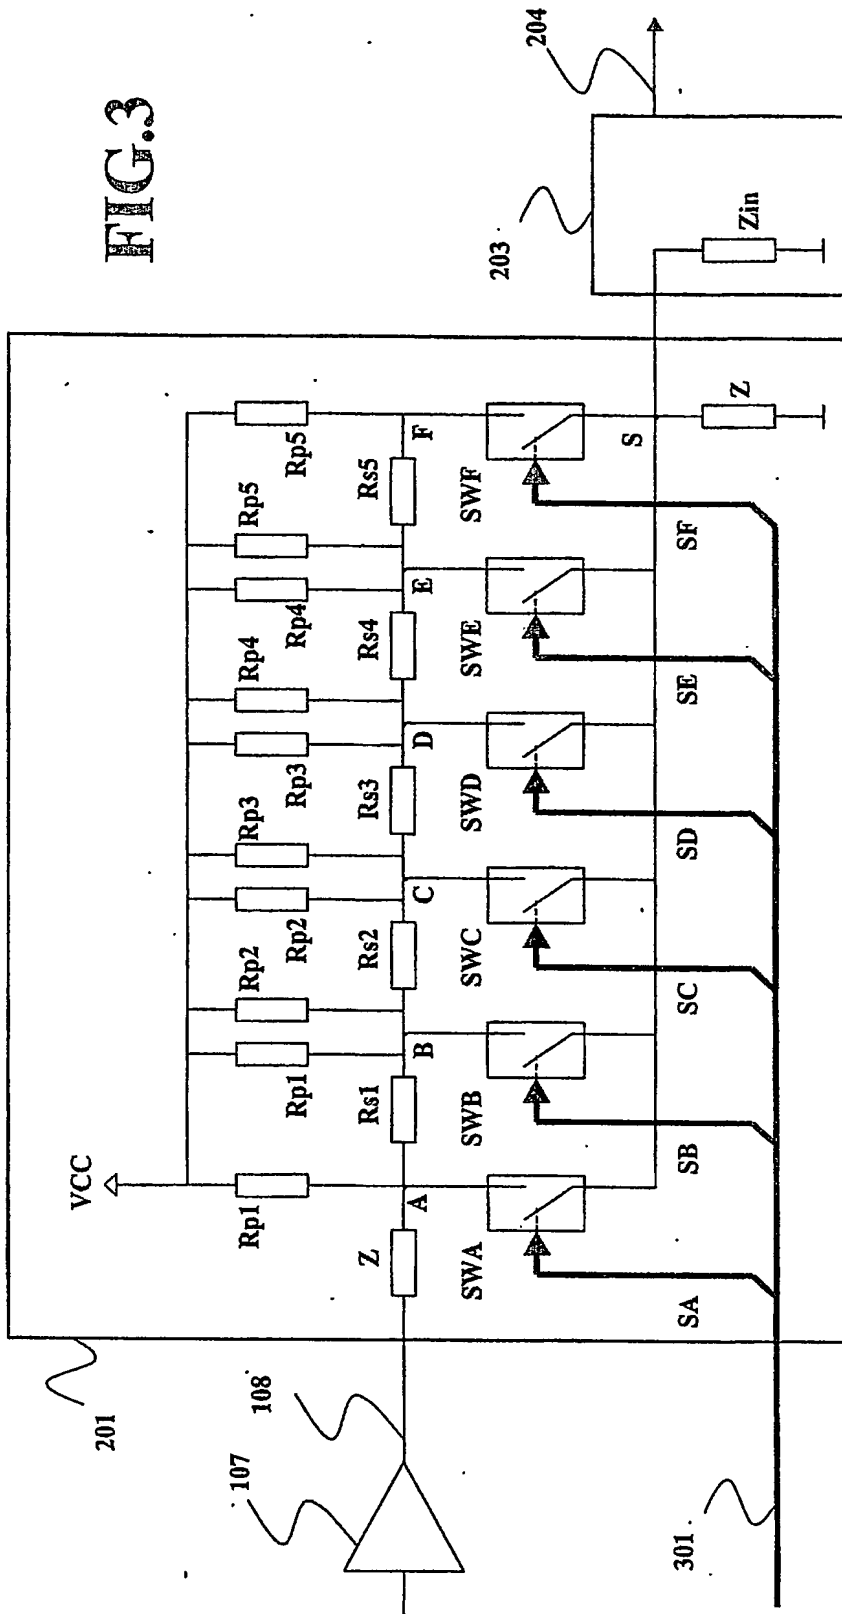 FIG.3
VCC
Rp1
Rp1
Rp2
Rp2
Rp3
Rp3
Rp4
Rp4
Rp5
Rp5
Z
Rs1
Rs2
Rs3
Rs4
Rs5
A
B
C
D
E
F
SWA
SWB
SWC
SWD
SWE
SWF
SA
SB
SC
SD
SE
SF
S
Z
Zin
201
107
108
301
203
204